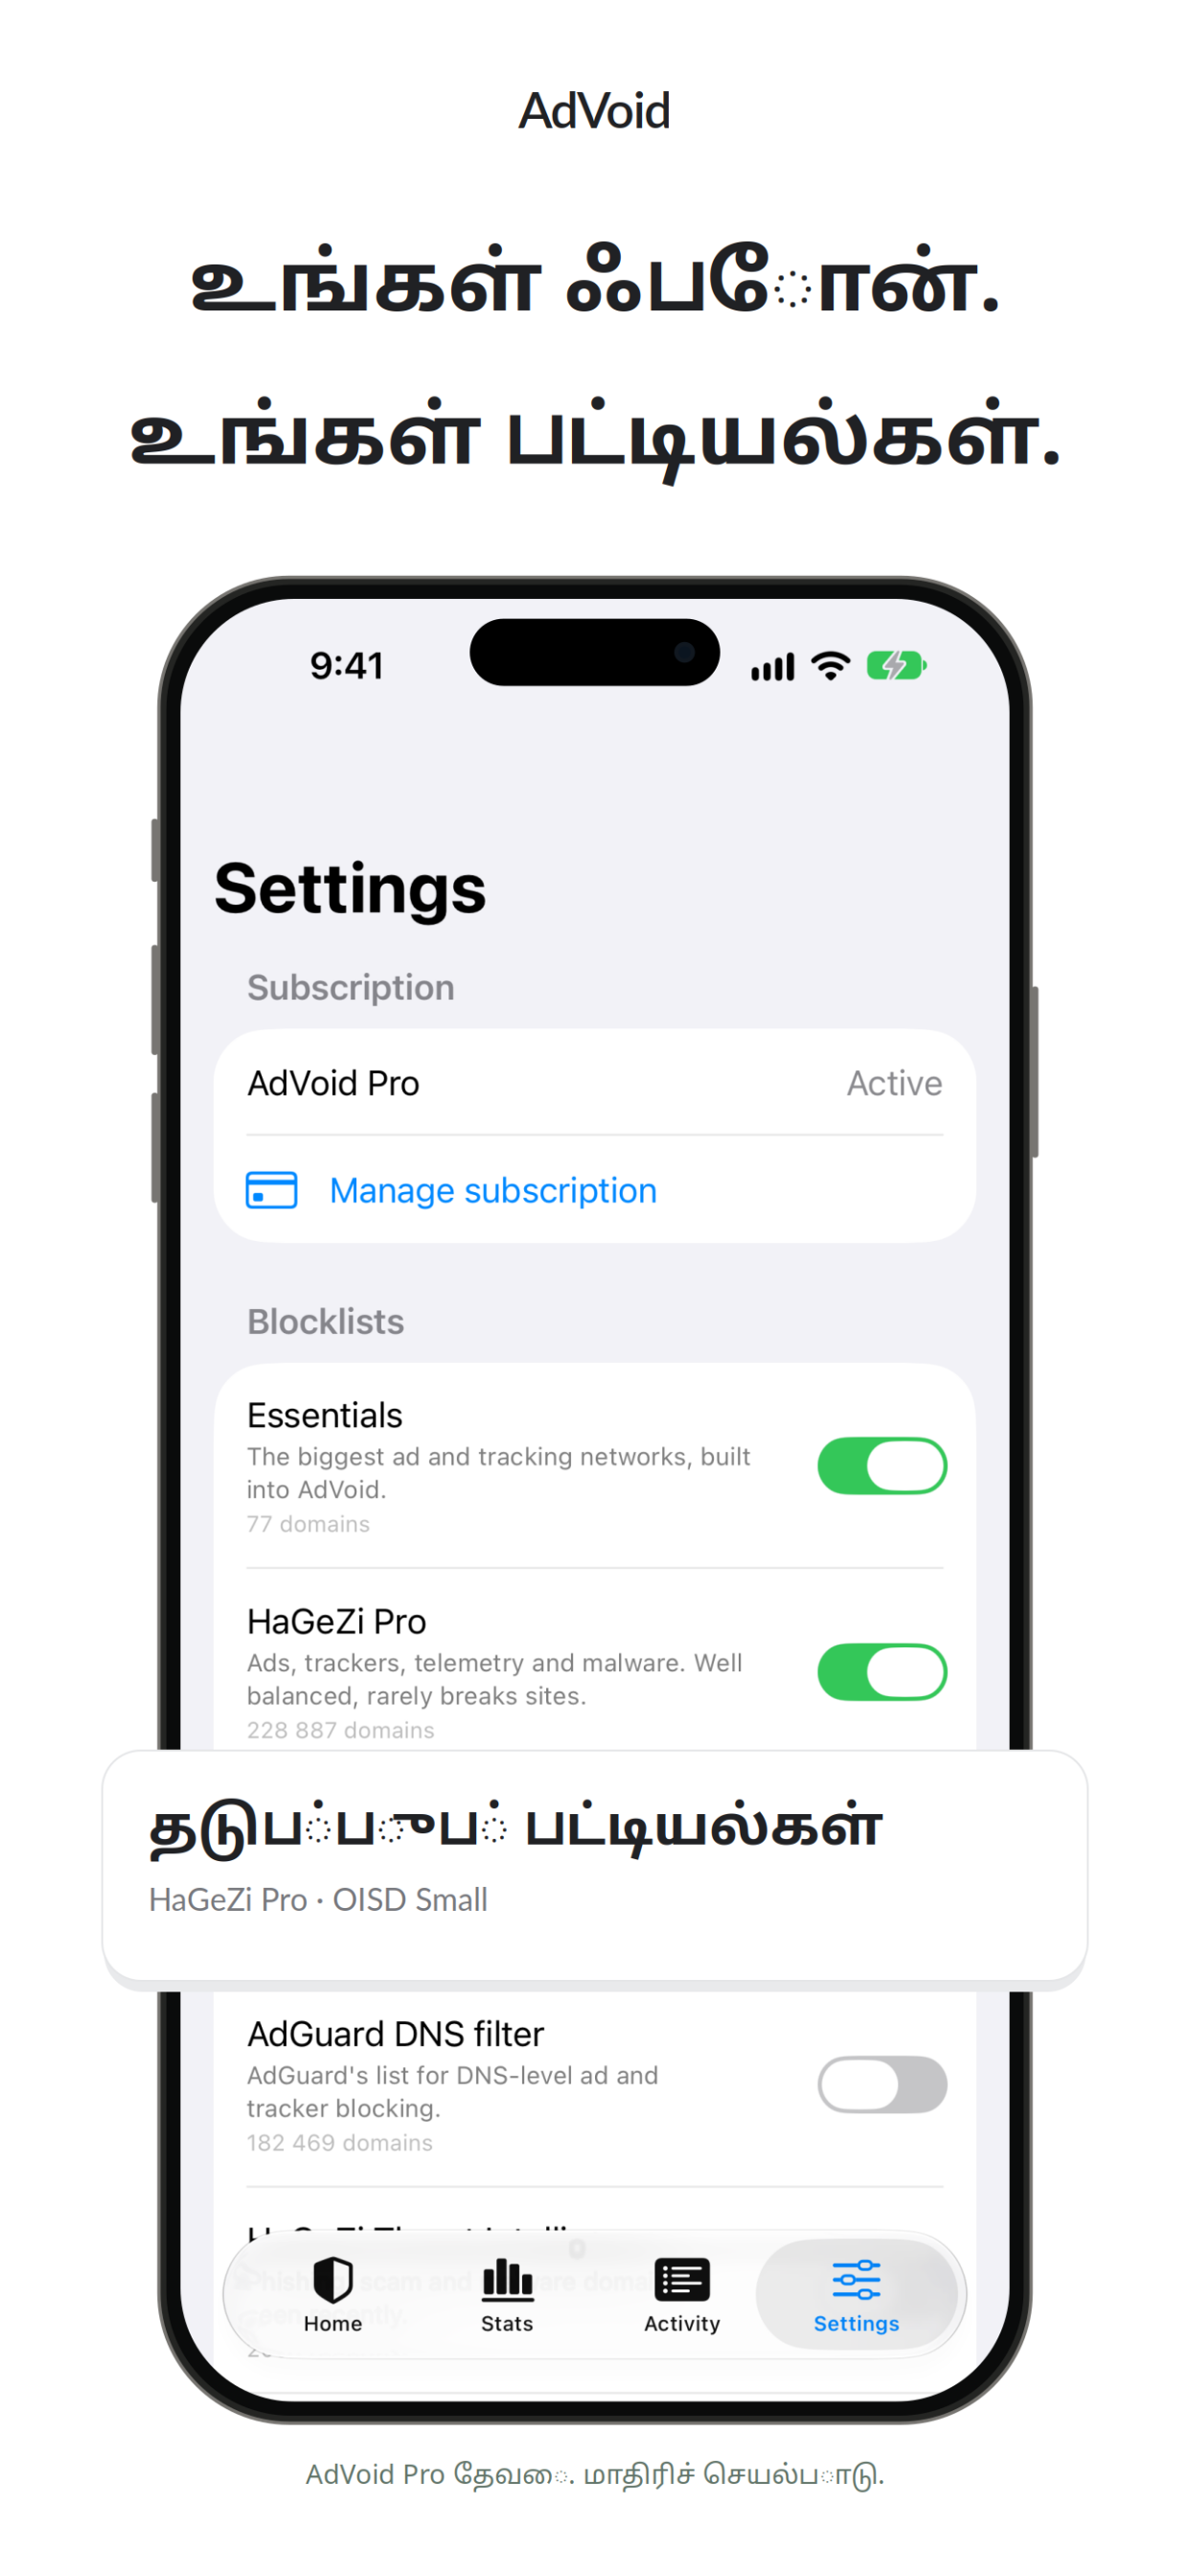 AdVoid
உங்கள் ஃபோன்.
உங்கள் பட்டியல்கள்.
9:41
Settings
Subscription
AdVoid Pro
Active
Manage subscription
Blocklists
Essentials
The biggest ad and tracking networks, built
into AdVoid.
77 domains
HaGeZi Pro
Ads, trackers, telemetry and malware. Well
balanced, rarely breaks sites.
228 887 domains
தடுப்புப் பட்டியல்கள்
HaGeZi Pro · OISD Small
AdGuard DNS filter
AdGuard's list for DNS-level ad and
tracker blocking.
182 469 domains
Home
Stats
Activity
Settings
AdVoid Pro தேவை. மாதிரிச் செயல்பாடு.